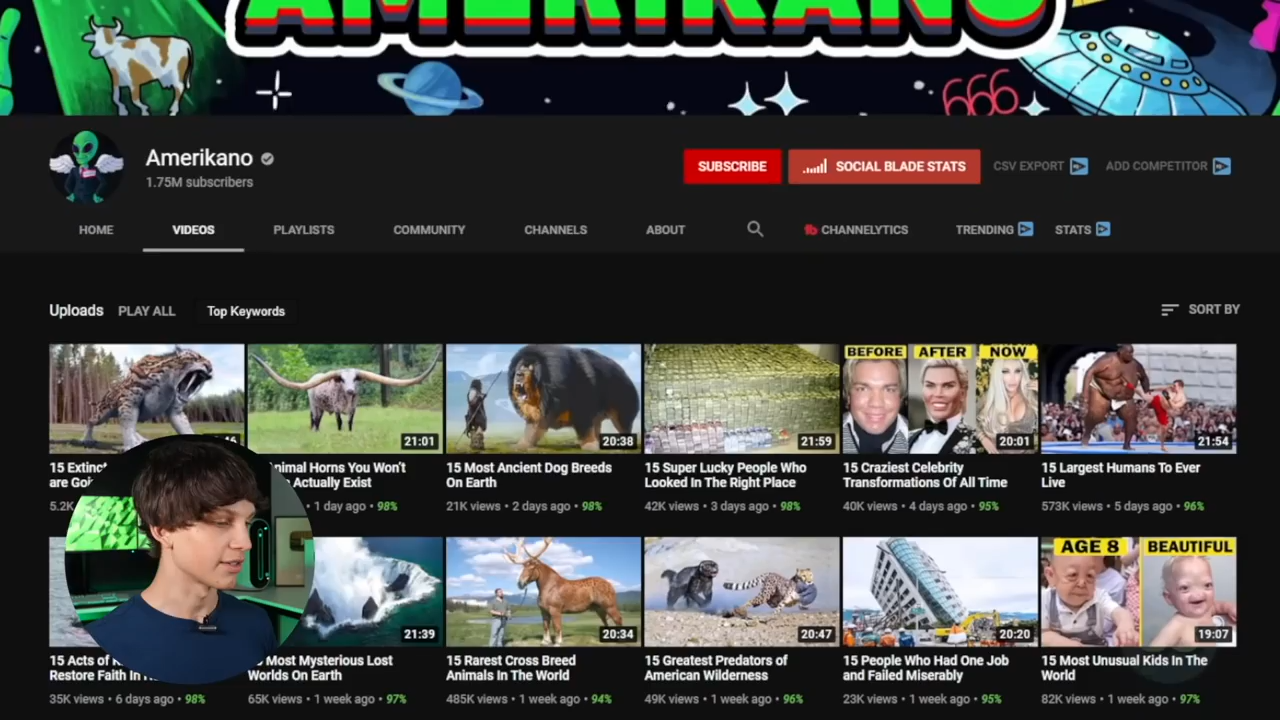 AMERIKANO
666
Amerikano
1.75M subscribers
SUBSCRIBE
SOCIAL BLADE STATS
CSV EXPORT
ADD COMPETITOR
HOME
VIDEOS
PLAYLISTS
COMMUNITY
CHANNELS
ABOUT
CHANNELYTICS
TRENDING
STATS
Uploads
PLAY ALL
Top Keywords
SORT BY
21:01
20:38
21:59
BEFORE
AFTER
NOW
20:01
21:54
15 Extinct
are
5.2K
Animal Horns You Won't
Actually Exist
1 day ago • 98%
15 Most Ancient Dog Breeds
On Earth
21K views • 2 days ago • 98%
15 Super Lucky People Who
Looked In The Right Place
42K views • 3 days ago • 98%
15 Craziest Celebrity
Transformations Of All Time
40K views • 4 days ago • 95%
15 Largest Humans To Ever
Live
573K views • 5 days ago • 96%
21:39
20:34
20:47
20:20
AGE 8
BEAUTIFUL
19:07
15 Acts of
Restore Faith In
35K views • 6 days ago • 98%
Most Mysterious Lost
Worlds On Earth
65K views • 1 week ago • 97%
15 Rarest Cross Breed
Animals In The World
485K views • 1 week ago • 94%
15 Greatest Predators of
American Wilderness
49K views • 1 week ago • 96%
15 People Who Had One Job
and Failed Miserably
23K views • 1 week ago • 95%
15 Most Unusual Kids In The
World
82K views • 1 week ago • 97%